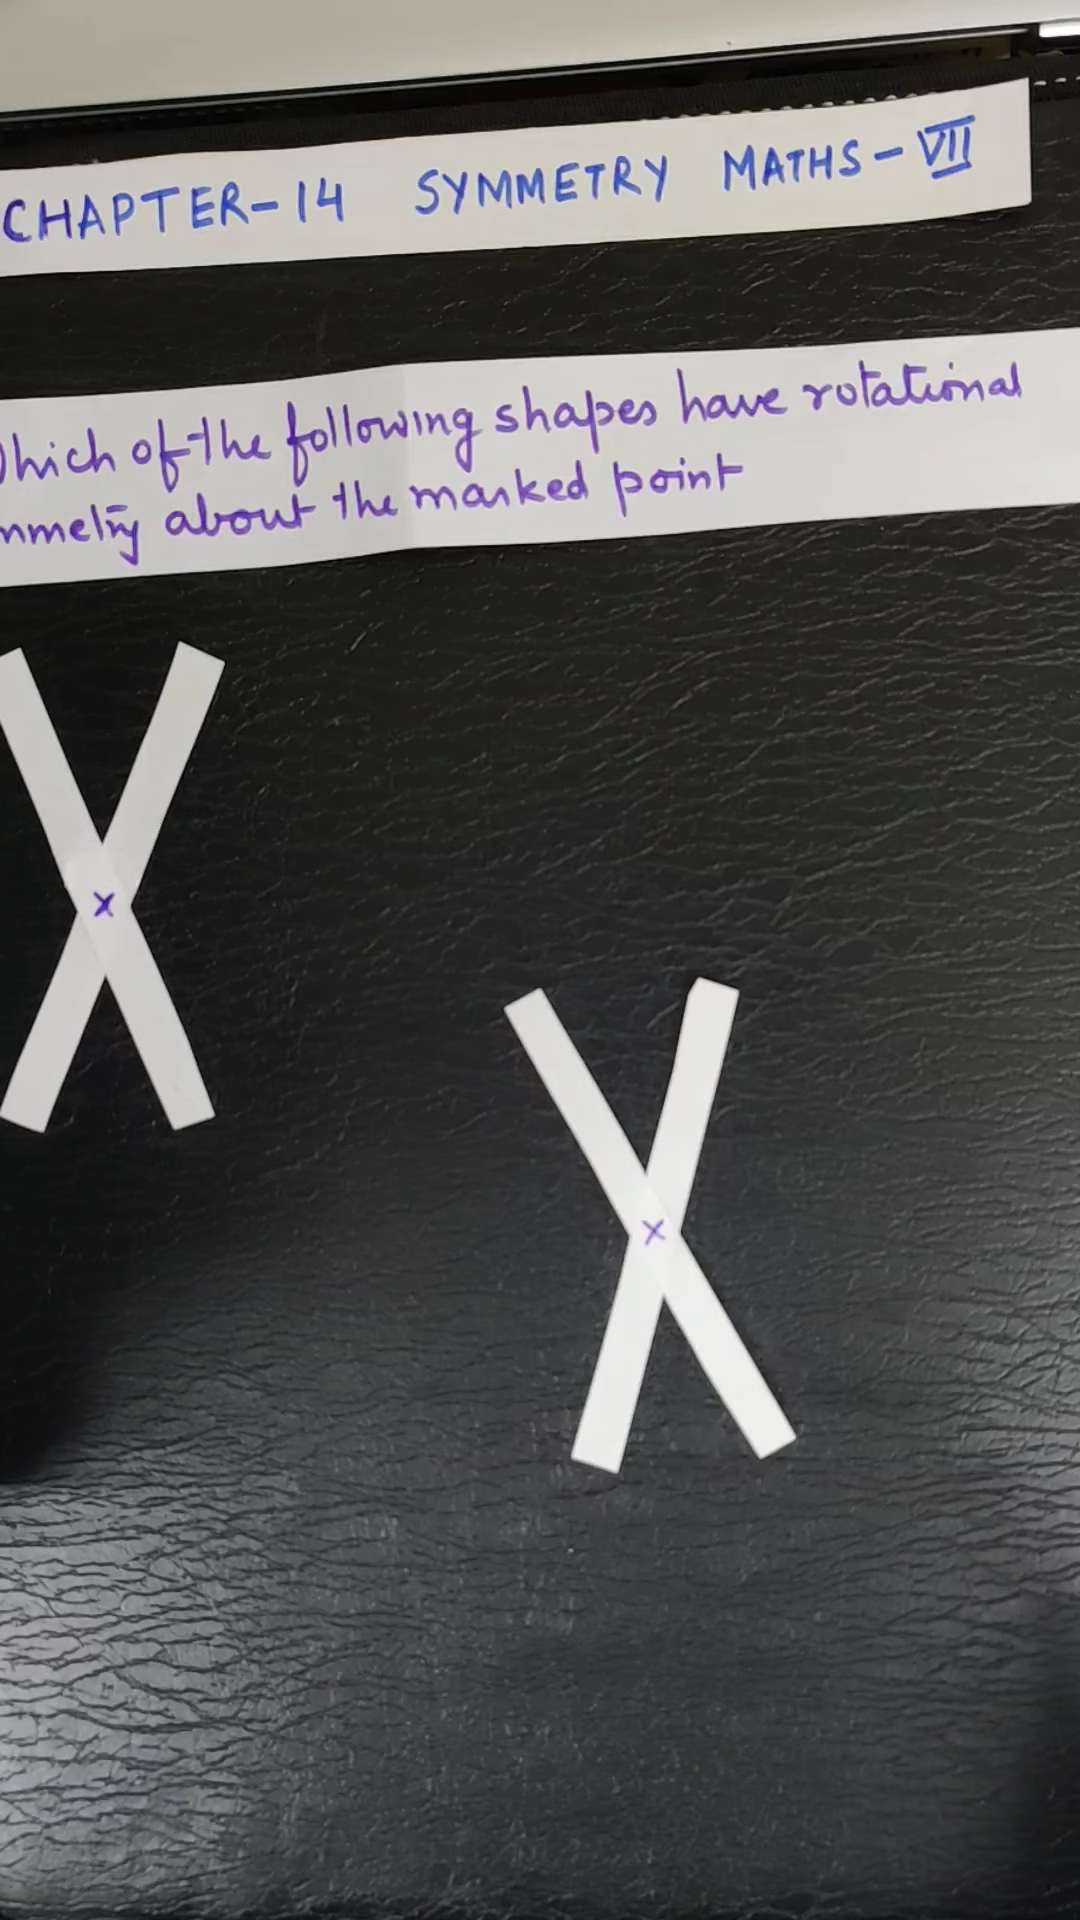 CHAPTER-14 SYMMETRY MATHS-VII
hich of the following shapes have rotational
mmetry about the marked point
x
x